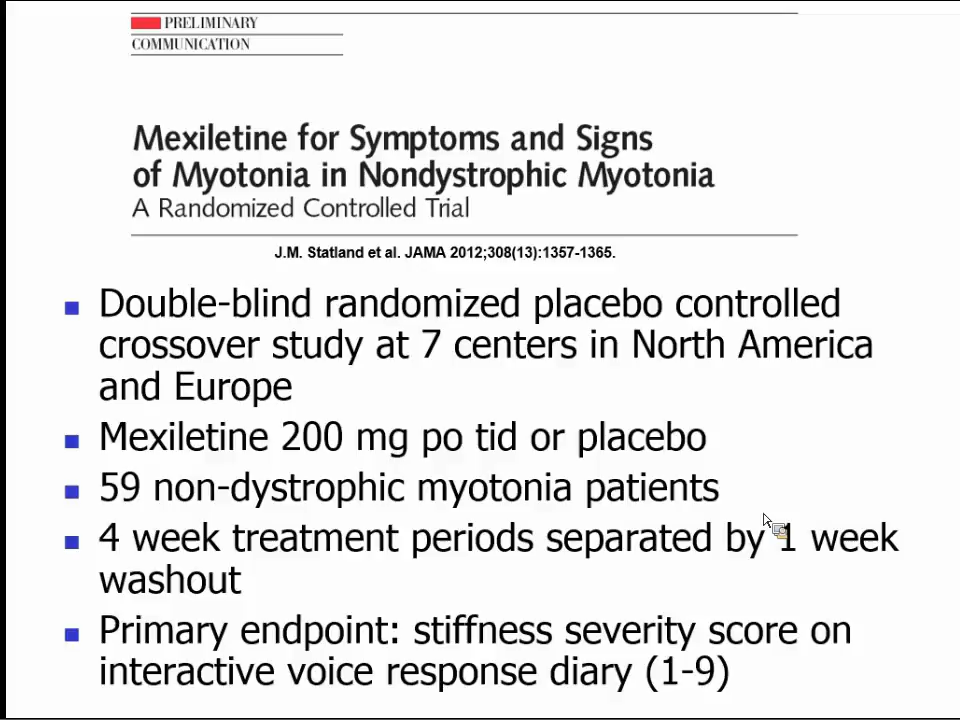 PRELIMINARY
COMMUNICATION
Mexiletine for Symptoms and Signs
of Myotonia in Nondystrophic Myotonia
A Randomized Controlled Trial
J.M. Statland et al. JAMA 2012;308(13):1357-1365.
Double-blind randomized placebo controlled
crossover study at 7 centers in North America
and Europe
Mexiletine 200 mg po tid or placebo
59 non-dystrophic myotonia patients
4 week treatment periods separated by 1 week
washout
Primary endpoint: stiffness severity score on
interactive voice response diary (1-9)